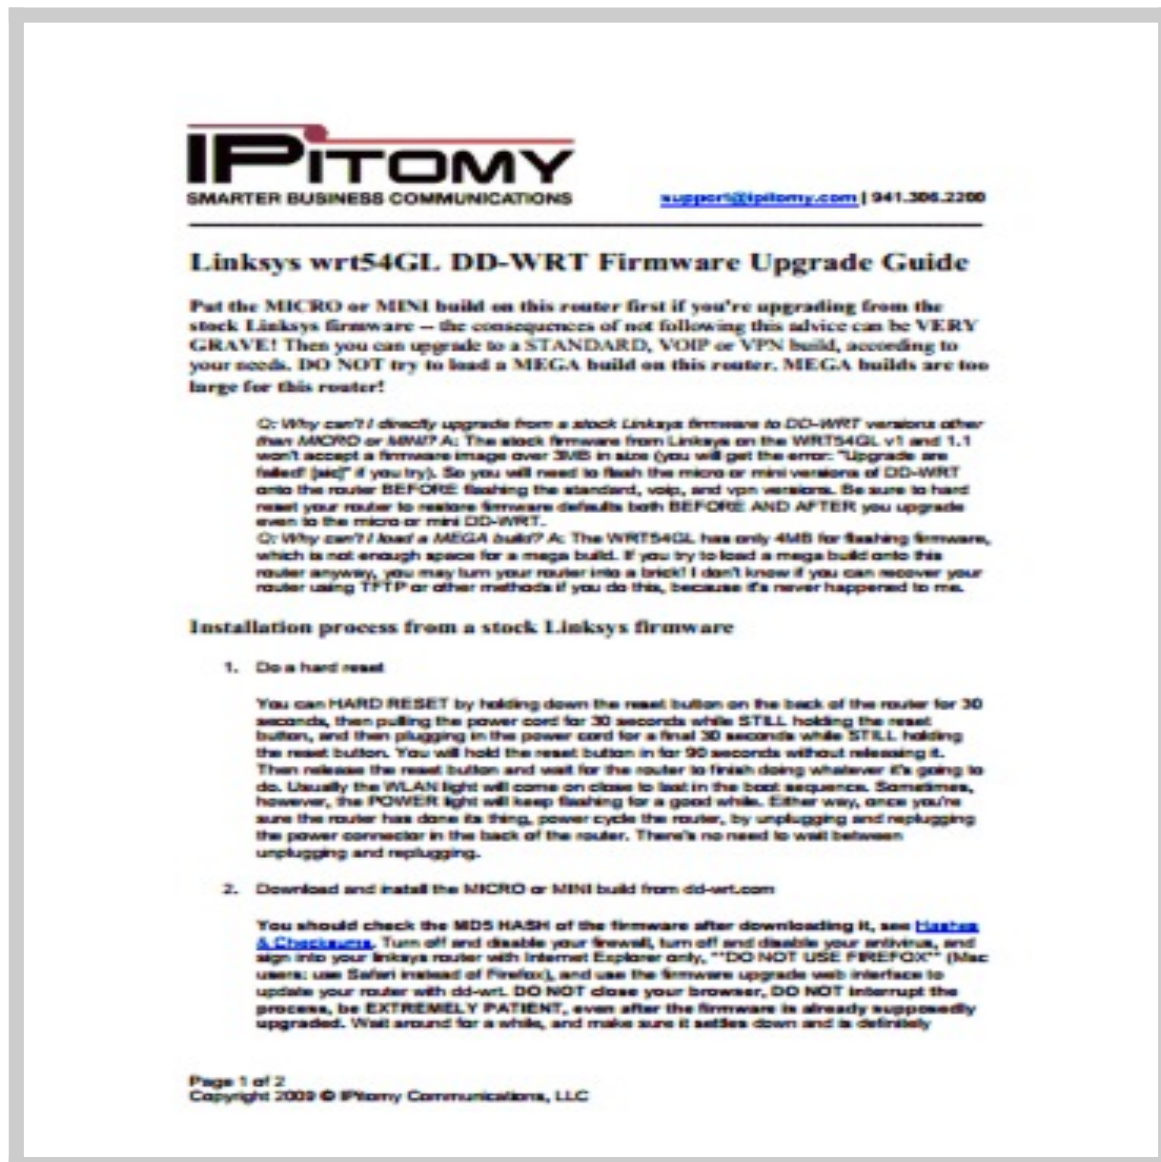 IPITOMY
SMARTER BUSINESS COMMUNICATIONS
support@ipitomy.com | 941.306.2200
Linksys wrt54GL DD-WRT Firmware Upgrade Guide
Put the MICRO or MINI build on this router first if you're upgrading from the
stock Linksys firmware -- the consequences of not following this advice can be VERY
GRAVE! Then you can upgrade to a STANDARD, VOIP or VPN build, according to
your needs. DO NOT try to load a MEGA build on this router. MEGA builds are too
large for this router!
Q: Why can't I directly upgrade from a stock Linksys firmware to DD-WRT versions other
than MICRO or MINI? A: The stock firmware from Linksys on the WRT54GL v1 and 1.1
won't accept a firmware image over 3MB in size (you will get the error: "Upgrade are
failed! [sic]" if you try). So you will need to flash the micro or mini versions of DD-WRT
onto the router BEFORE flashing the standard, voip, and vpn versions. Be sure to hard
reset your router to restore firmware defaults both BEFORE AND AFTER you upgrade
even to the micro or mini DD-WRT.
Q: Why can't I load a MEGA build? A: The WRT54GL has only 4MB for flashing firmware,
which is not enough space for a mega build. If you try to load a mega build onto this
router anyway, you may turn your router into a brick! I don't know if you can recover your
router using TFTP or other methods if you do this, because it's never happened to me.
Installation process from a stock Linksys firmware
1. Do a hard reset
You can HARD RESET by holding down the reset button on the back of the router for 30
seconds, then pulling the power cord for 30 seconds while STILL holding the reset
button, and then plugging in the power cord for a final 30 seconds while STILL holding
the reset button. You will hold the reset button in for 90 seconds without releasing it.
Then release the reset button and wait for the router to finish doing whatever it's going to
do. Usually the WLAN light will come on close to last in the boot sequence. Sometimes,
however, the POWER light will keep flashing for a good while. Either way, once you're
sure the router has done its thing, power cycle the router, by unplugging and replugging
the power connector in the back of the router. There's no need to wait between
unplugging and replugging.
2. Download and install the MICRO or MINI build from dd-wrt.com
You should check the MD5 HASH of the firmware after downloading it, see Hashes
& Checksums. Turn off and disable your firewall, turn off and disable your antivirus, and
sign into your linksys router with Internet Explorer only, **DO NOT USE FIREFOX** (Mac
users: use Safari instead of Firefox), and use the firmware upgrade web interface to
update your router with dd-wrt. DO NOT close your browser, DO NOT interrupt the
process, be EXTREMELY PATIENT, even after the firmware is already supposedly
upgraded. Wait around for a while, and make sure it settles down and is definitely
Page 1 of 2
Copyright 2009 © IPitomy Communications, LLC